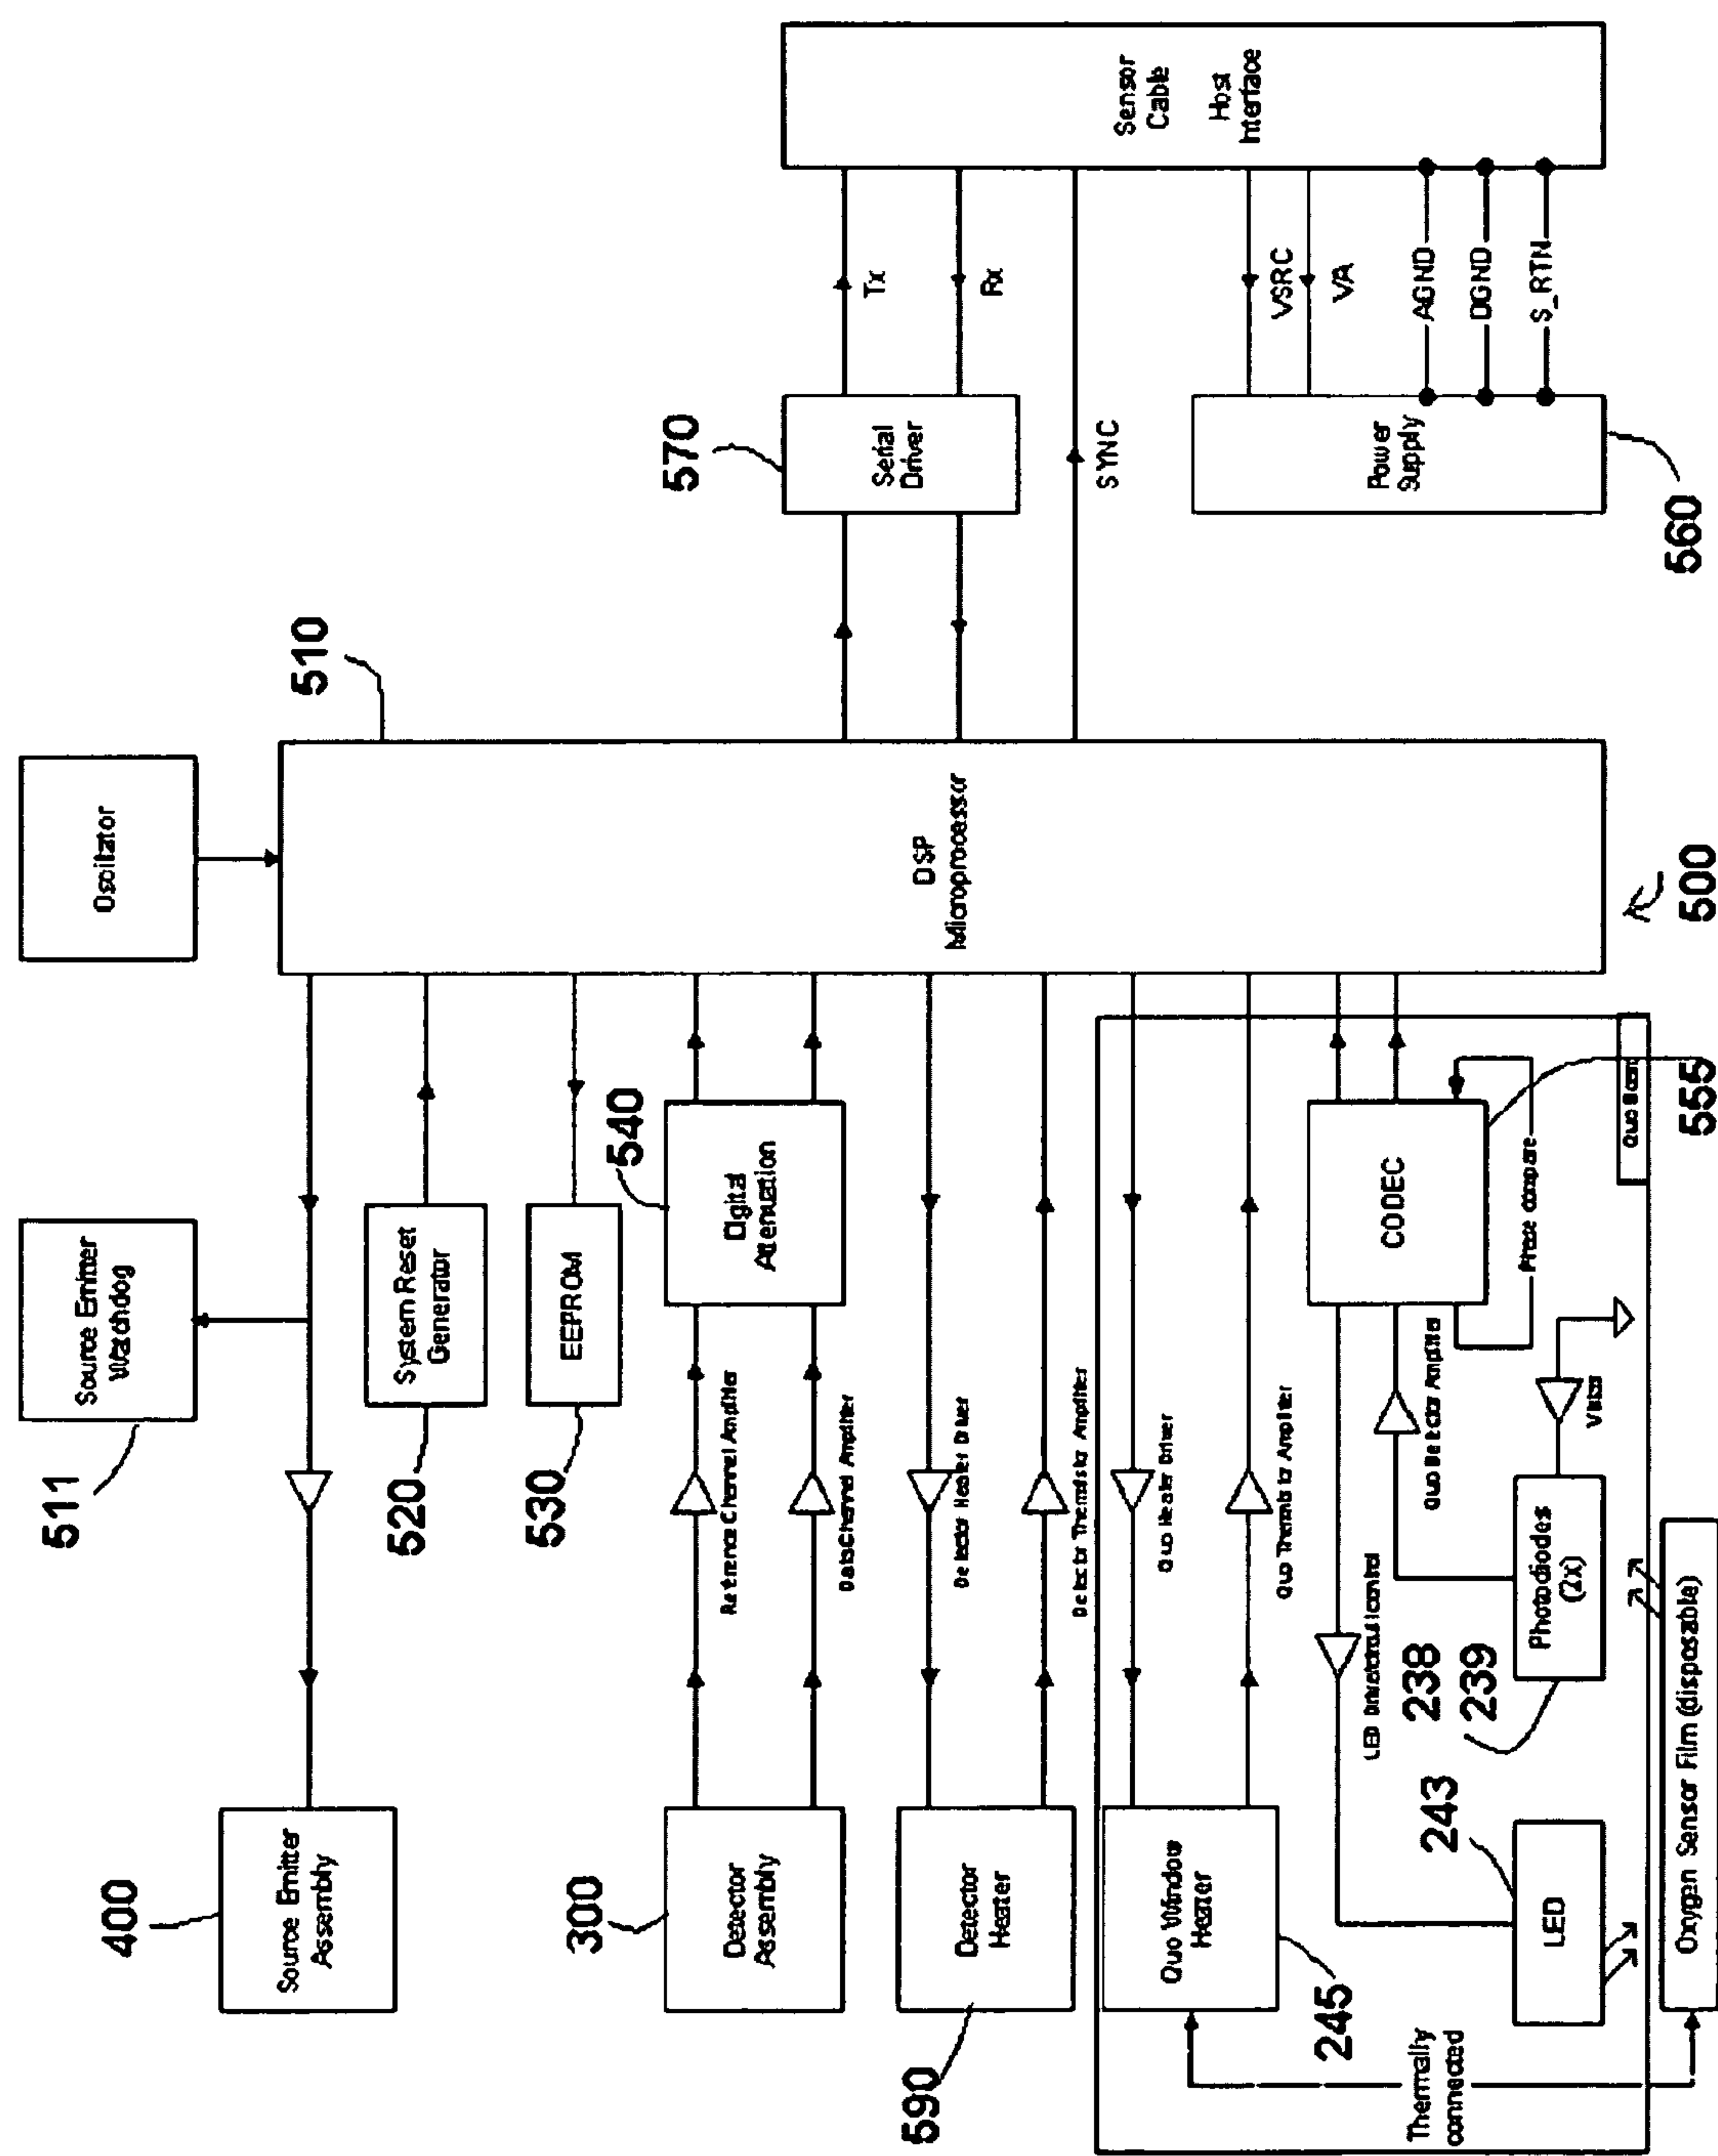 511
Source Emitter
Watchdog
Oscillator
400
Source Emitter
Assembly
510
520
System Reset
Generator
530
EEPROM
570
Serial
Driver
Tx
Rx
SYNC
Sensor
Cable
Host
Interface
300
Detector
Assembly
Reference Channel Amplifier
Data Channel Amplifier
540
Digital
Attenuation
DSP
Microprocessor
590
Detector
Heater
Detector Heater Driver
Detector Thermistor Amplifier
VSRC
VA
AGND
DGND
S_RTN
Power
Supply
560
Quo Window
Heater
245
Quo Heater Driver
Quo Thermistor Amplifier
LED
243
238
239
Quo Detector Amplifier
CODEC
Phase compare
555
Photodiodes
(2x)
VBIAS
500
Thermally
connected
Oxygen Sensor Film (disposable)